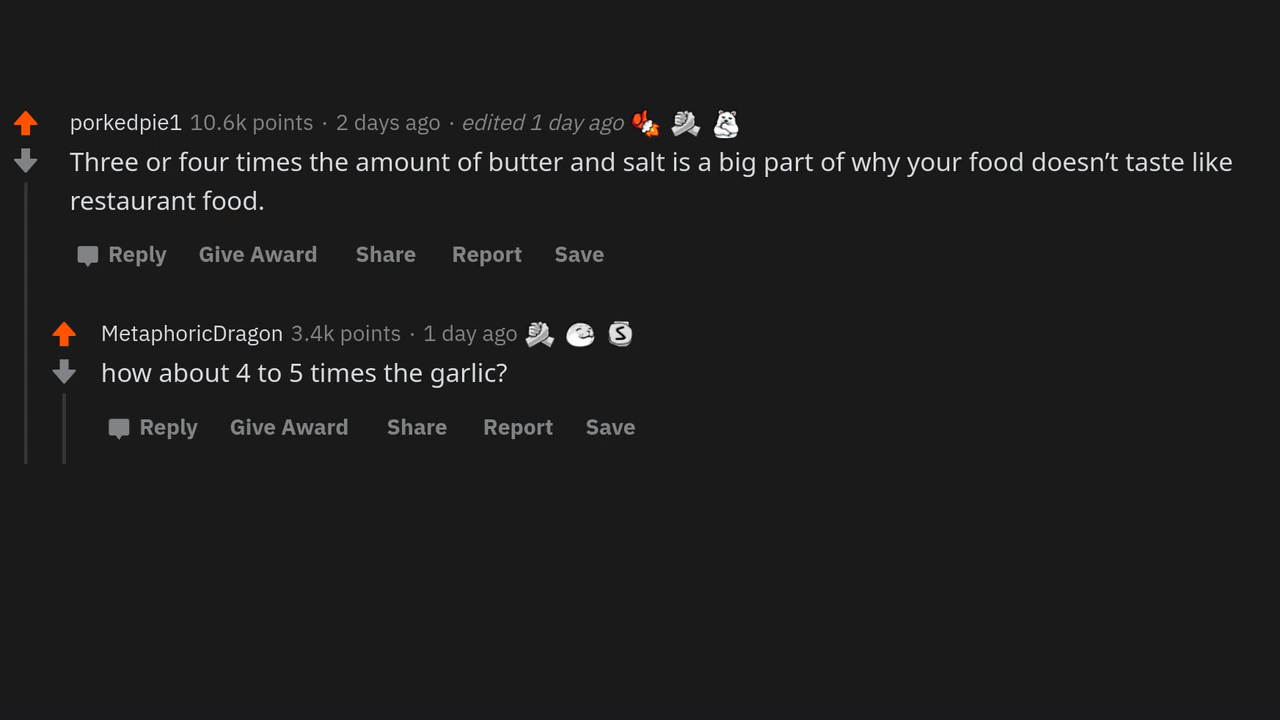 porkedpie1 10.6k points · 2 days ago · edited 1 day ago
Three or four times the amount of butter and salt is a big part of why your food doesn’t taste like
restaurant food.
Reply Give Award Share Report Save
MetaphoricDragon 3.4k points · 1 day ago
how about 4 to 5 times the garlic?
Reply Give Award Share Report Save